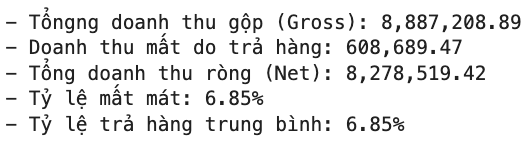 - Tổngng doanh thu gộp (Gross): 8,887,208.89
- Doanh thu mất do trả hàng: 608,689.47
- Tổng doanh thu ròng (Net): 8,278,519.42
- Tỷ lệ mất mát: 6.85%
- Tỷ lệ trả hàng trung bình: 6.85%